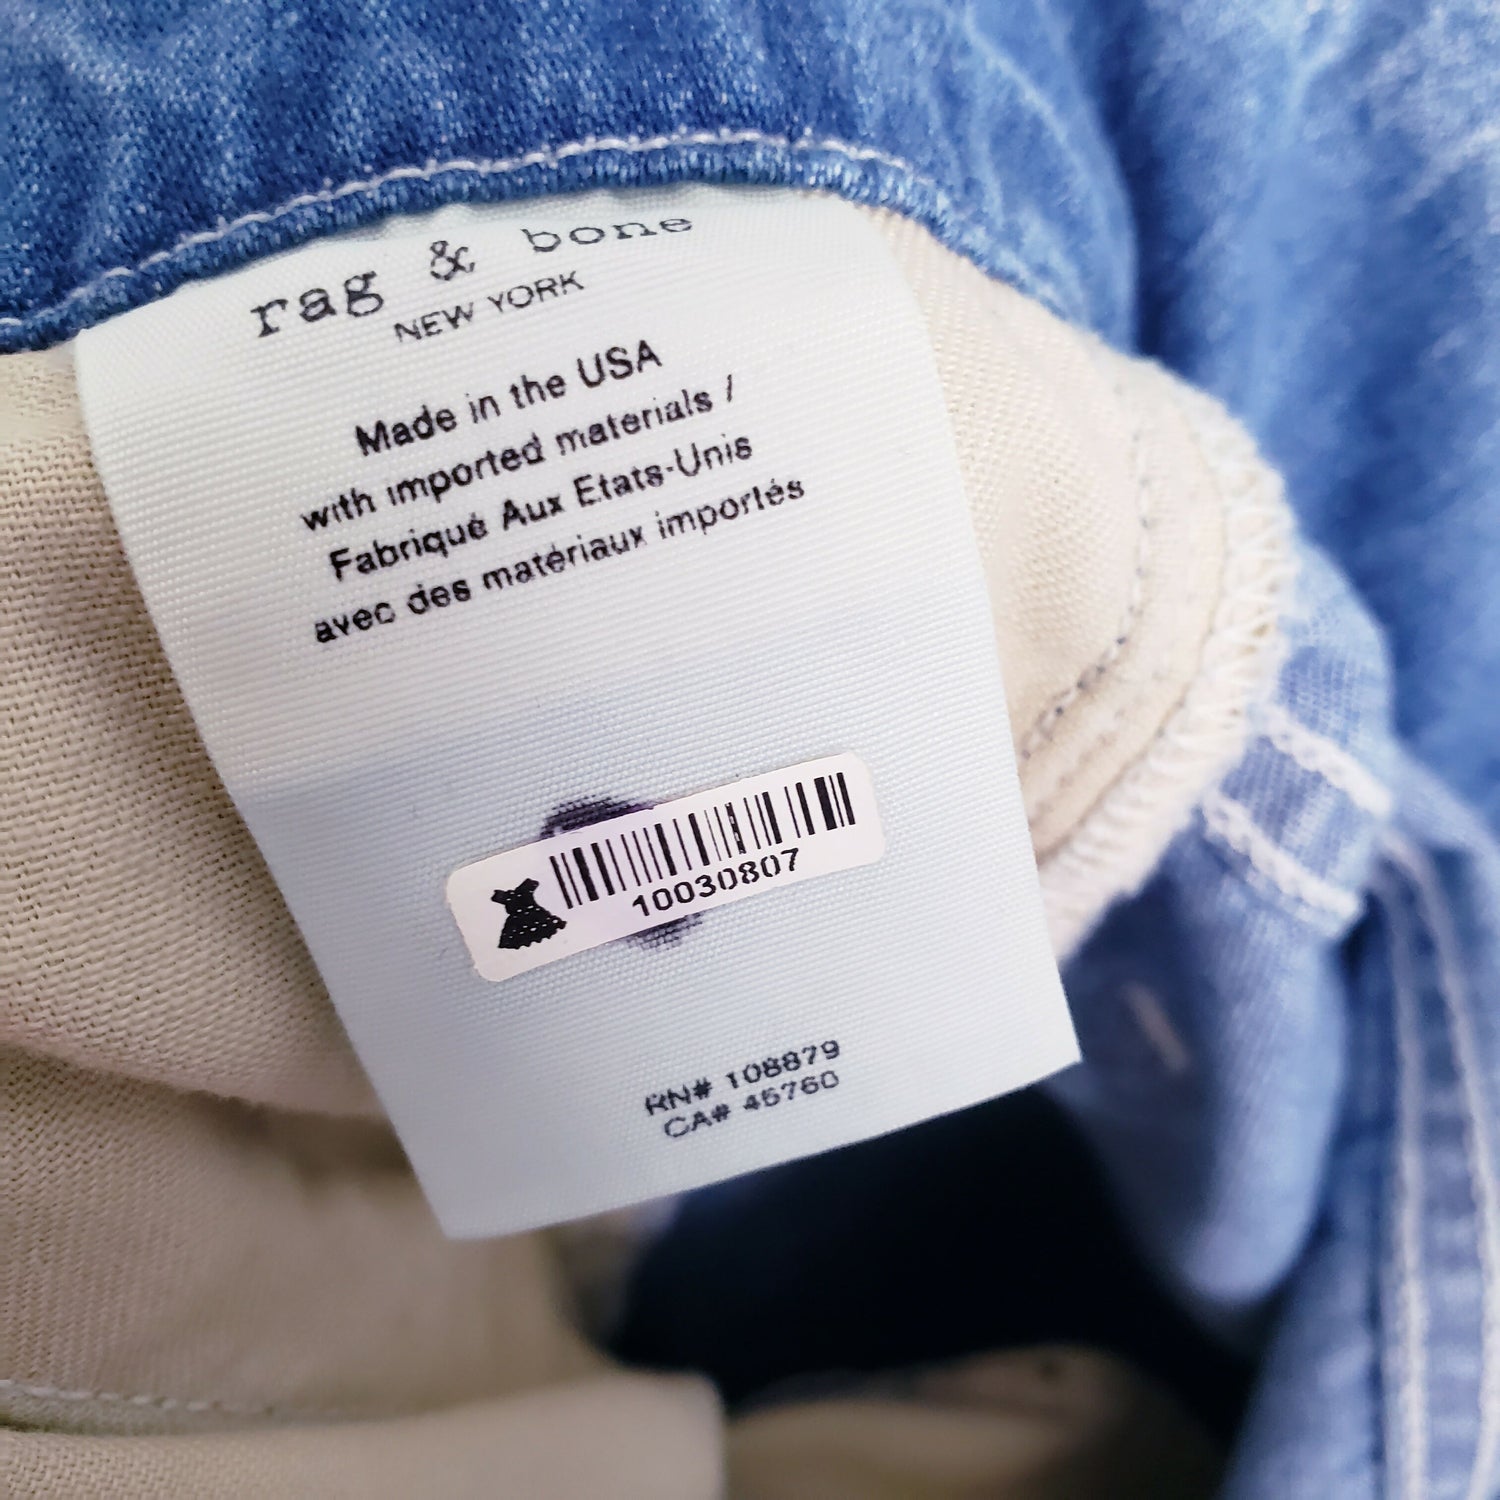 rag & bone
NEW YORK
Made in the USA
with imported materials /
Fabriqué Aux Etats-Unis
avec des matériaux importés
10030807
RN# 108879
CA# 45760